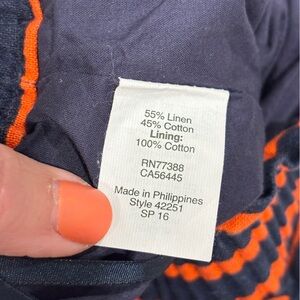 55% Linen
45% Cotton
Lining:
100% Cotton
RN77388
CA56445
Made in Philippines
Style 42251
SP 16